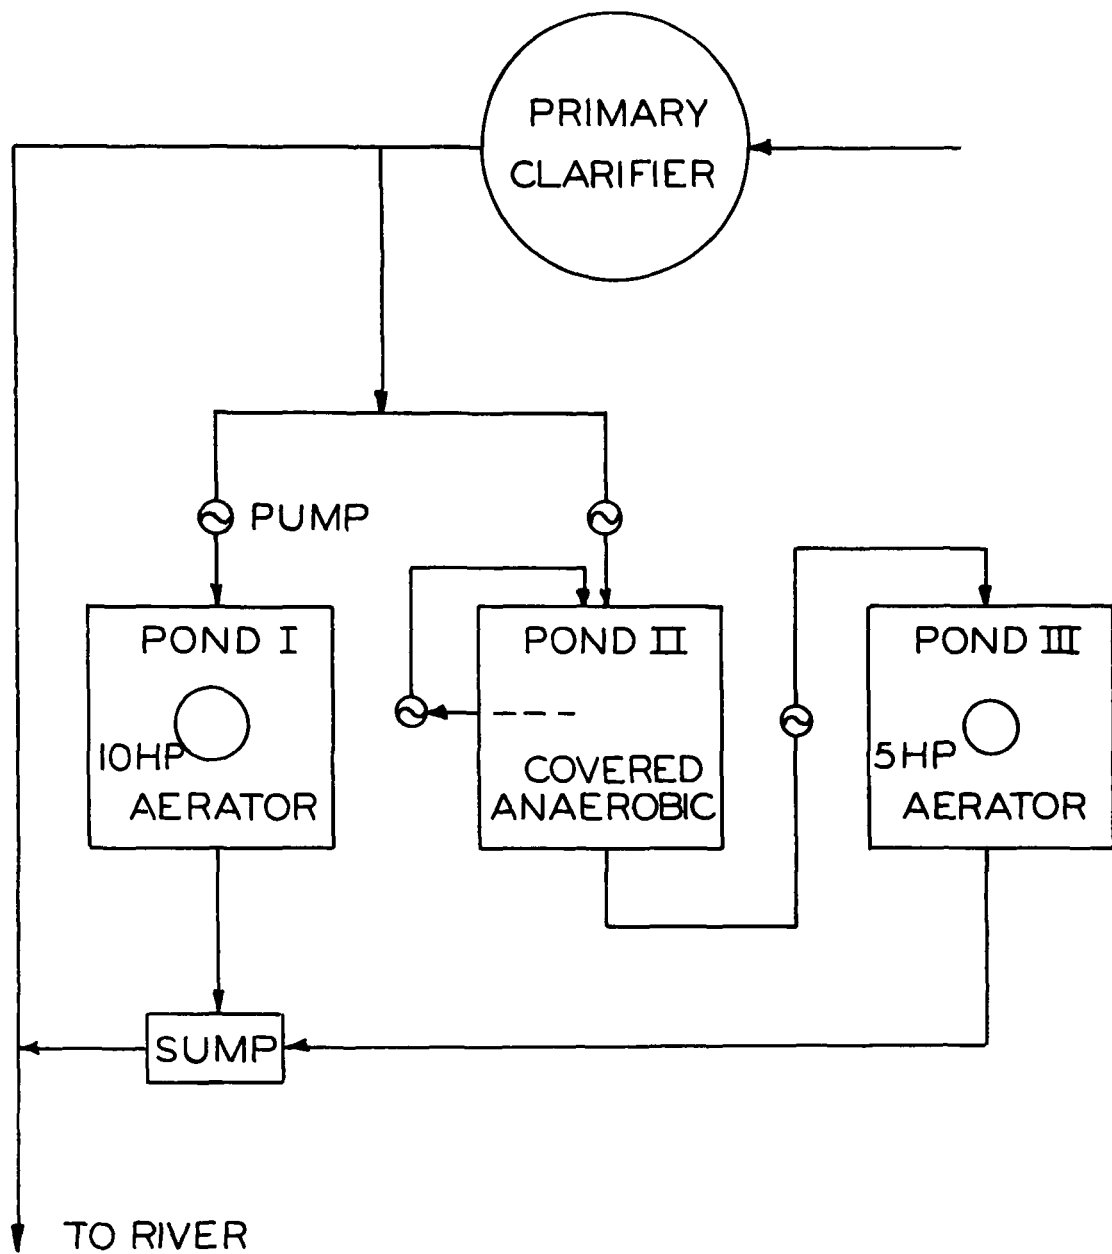 PRIMARY
CLARIFIER
PUMP
POND I
10HP
AERATOR
POND II
COVERED
ANAEROBIC
POND III
5HP
AERATOR
SUMP
TO RIVER